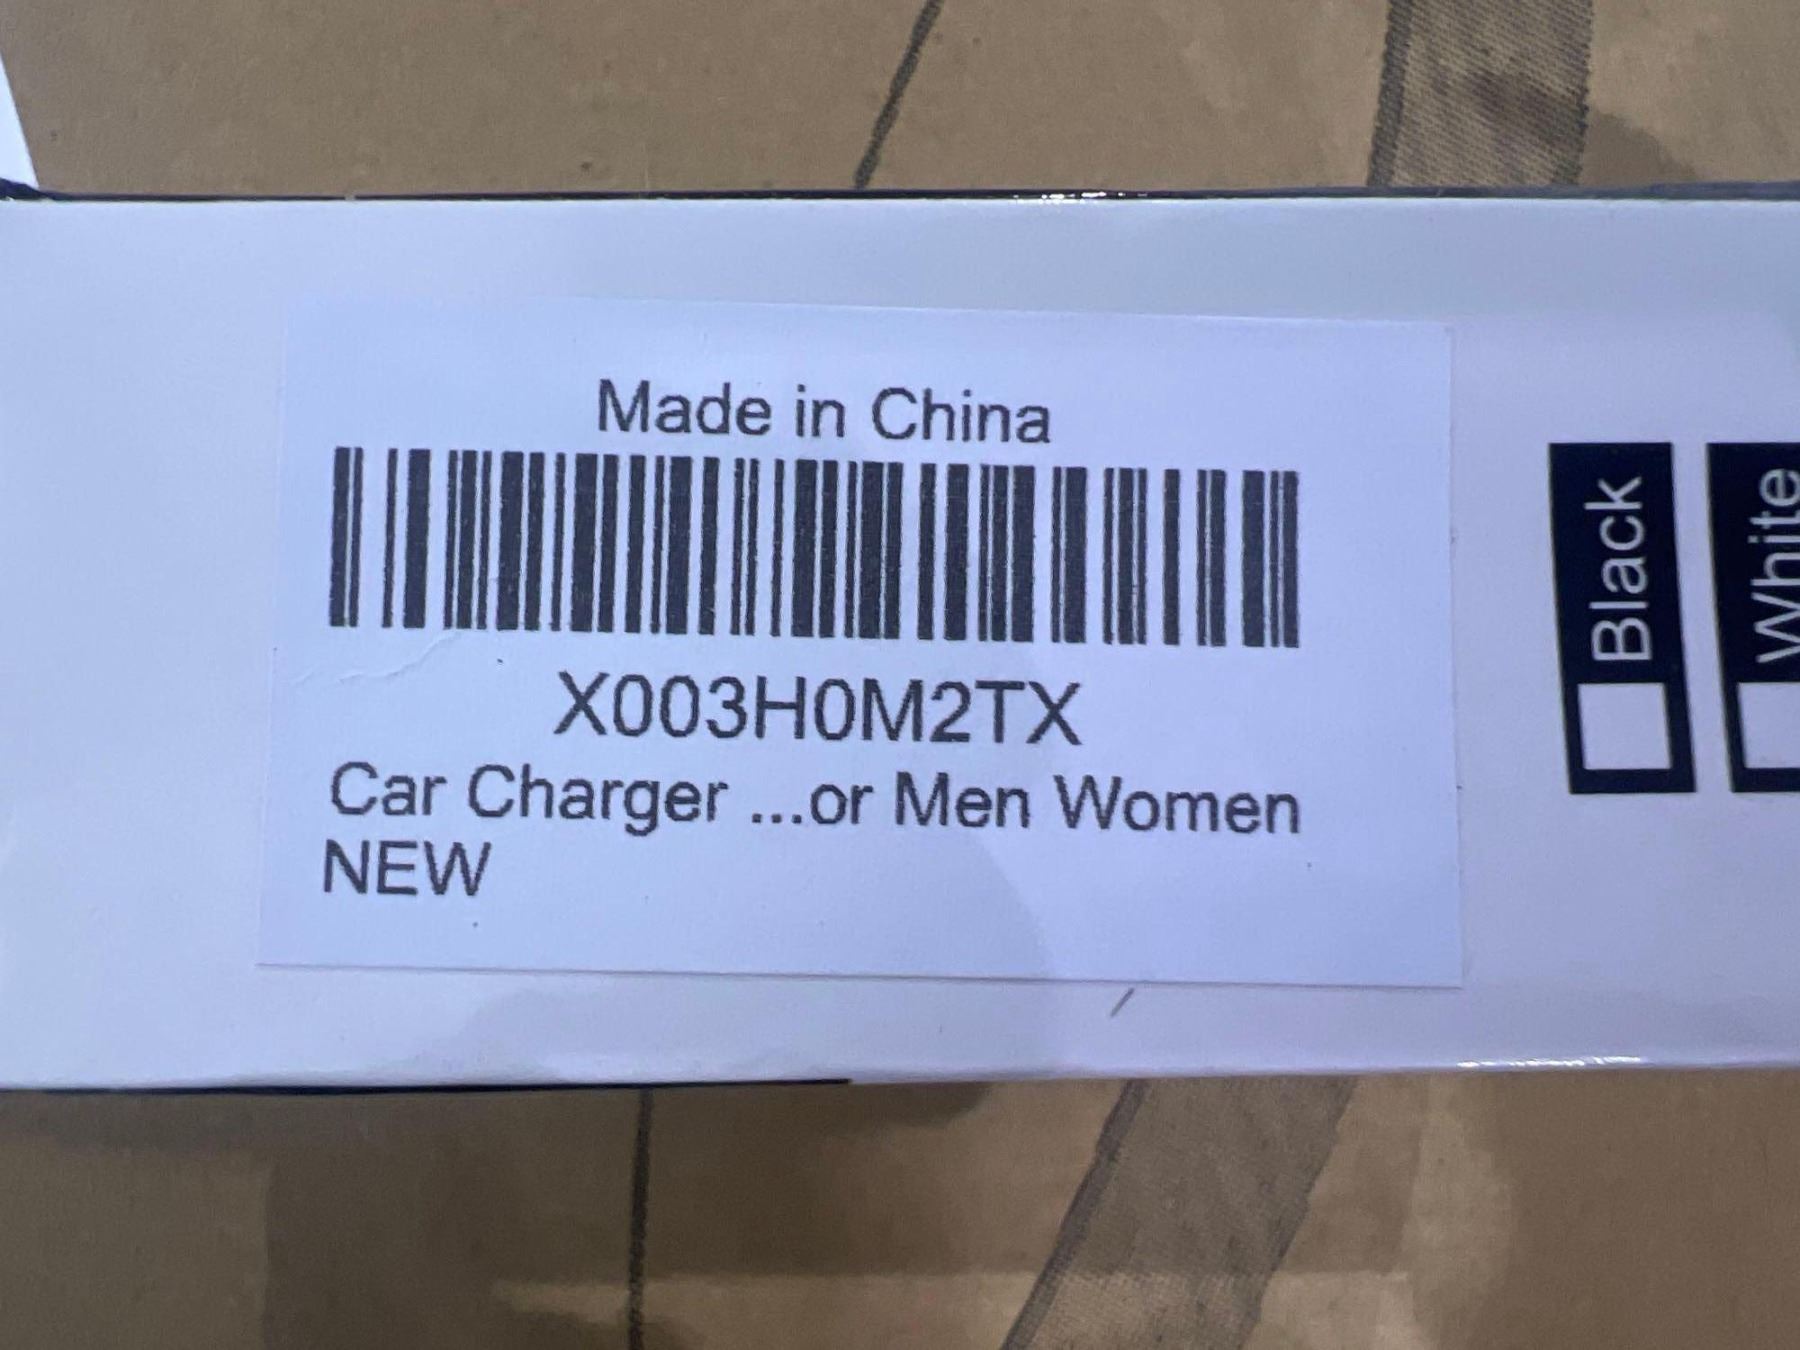 Made in China
X003H0M2TX
Car Charger ...or Men Women
NEW
Black
White